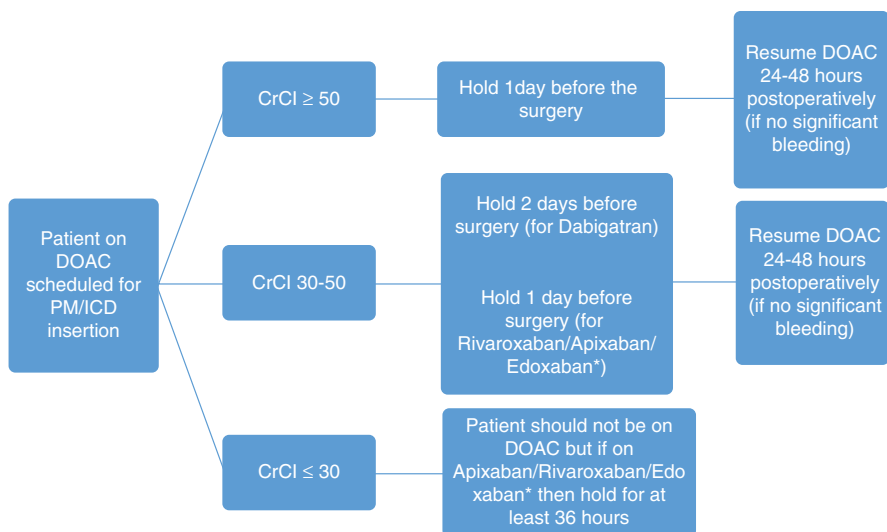 Patient on
DOAC
scheduled for
PM/ICD
insertion
CrCl ≥ 50
Hold 1day before the
surgery
Resume DOAC
24-48 hours
postoperatively
(if no significant
bleeding)
CrCl 30-50
Hold 2 days before
surgery (for Dabigatran)
Hold 1 day before
surgery (for
Rivaroxaban/Apixaban/
Edoxaban*)
Resume DOAC
24-48 hours
postoperatively
(if no significant
bleeding)
CrCl ≤ 30
Patient should not be on
DOAC but if on
Apixaban/Rivaroxaban/Edo
xaban* then hold for at
least 36 hours